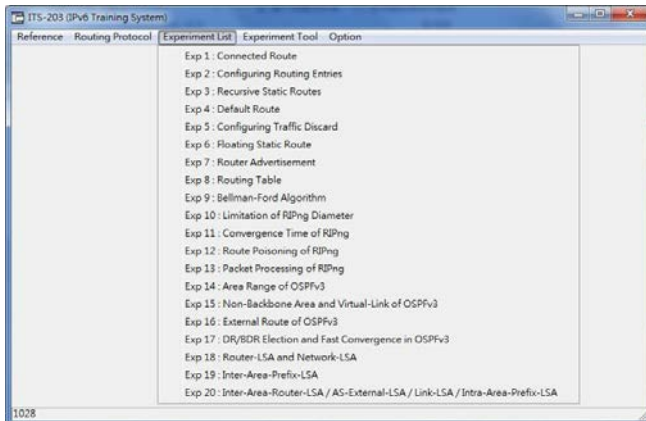 ITS-203 (IPv6 Training System)
Reference Routing Protocol Experiment List Experiment Tool Option
Exp 1 : Connected Route
Exp 2 : Configuring Routing Entries
Exp 3 : Recursive Static Routes
Exp 4 : Default Route
Exp 5 : Configuring Traffic Discard
Exp 6 : Floating Static Route
Exp 7 : Router Advertisement
Exp 8 : Routing Table
Exp 9 : Bellman-Ford Algorithm
Exp 10 : Limitation of RIPng Diameter
Exp 11 : Convergence Time of RIPng
Exp 12 : Route Poisoning of RIPng
Exp 13 : Packet Processing of RIPng
Exp 14 : Area Range of OSPFv3
Exp 15 : Non-Backbone Area and Virtual-Link of OSPFv3
Exp 16 : External Route of OSPFv3
Exp 17 : DR/BDR Election and Fast Convergence in OSPFv3
Exp 18 : Router-LSA and Network-LSA
Exp 19 : Inter-Area-Prefix-LSA
Exp 20 : Inter-Area-Router-LSA / AS-External-LSA / Link-LSA / Intra-Area-Prefix-LSA
1028